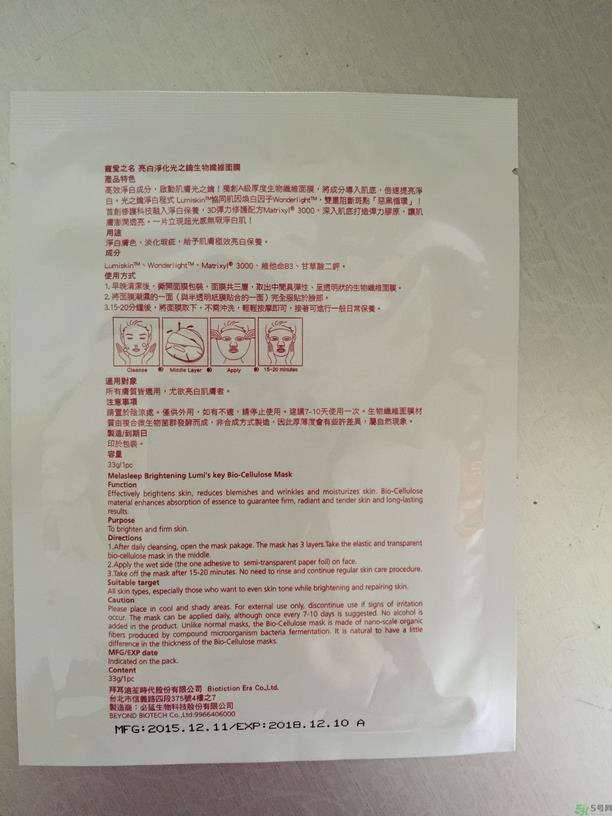 寵愛之名 亮白淨化光之鑰生物纖維面膜
產品特色
高效淨白成分，啟動肌膚光之鑰！獨創A級厚度生物纖維面膜，將成分導入肌底，倍速提亮淨
白。光之鑰淨白程式 Lumiskin™協同肌因煥白因子Wonderlight™，雙重阻斷斑點「惡黑循環」！
首創修護科技融入淨白保養，3D彈力修護配方Matrixyl® 3000，深入肌底打造彈力膠原，讓肌
膚澎潤透亮。一片立現超光感無瑕淨白肌！
用途
淨白膚色、淡化瑕疵，給予肌膚極效亮白保養。
成分
Lumiskin™、Wonderlight™、Matrixyl® 3000、維他命B3、甘草酸二鉀。
使用方式
1.早晚清潔後，撕開面膜包裝，面膜共三層，取出中間具彈性、呈透明狀的生物纖維面膜。
2.將面膜潮濕的一面（與半透明紙膜貼合的一面）完全服貼於臉部。
3.15-20分鐘後，將面膜取下，不需沖洗，輕輕按摩即可，接著可進行一般日常保養。
Cleanse Middle Layer Apply 15~20 minutes
適用對象
所有膚質皆適用，尤欲亮白肌膚者。
注意事項
請置於陰涼處。僅供外用，如有不適，請停止使用。建議7-10天使用一次。生物纖維面膜材
質由複合微生物菌群發酵而成，非合成方式製造，因此厚薄度會有些許差異，屬自然現象。
製造/到期日
印於包裝。
容量
33g/1pc
Melasleep Brightening Lumi's key Bio-Cellulose Mask
Function
Effectively brightens skin, reduces blemishes and wrinkles and moisturizes skin. Bio-Cellulose
material enhances absorption of essence to guarantee firm, radiant and tender skin and long-lasting
results.
Purpose
To brighten and firm skin.
Directions
1.After daily cleansing, open the mask pakage. The mask has 3 layers.Take the elastic and transparent
bio-cellulose mask in the middle.
2.Apply the wet side (the one adhesive to semi-transparent paper foil) on face.
3.Take off the mask after 15-20 minutes. No need to rinse and continue regular skin care procedure.
Suitable target
All skin types, especially those who want to even skin tone while brightening and repairing skin.
Caution
Please place in cool and shady areas. For external use only, discontinue use if signs of irritation
occur. The mask can be applied daily, although once every 7-10 days is suggested. No alcohol is
added in the product. Unlike normal masks, the Bio-Cellulose mask is made of nano-scale organic
fibers produced by compound microorganism bacteria fermentation. It is natural to have a little
difference in the thickness of the Bio-Cellulose masks.
MFG/EXP date
Indicated on the pack.
Content
33g/1pc
拜耳迪笙時代股份有限公司 Biotiction Era Co.,Ltd.
台北市信義路四段375號4樓之7
製造廠：必延生物科技股份有限公司
BEYOND BIOTECH Co.,Ltd:9966406000
MFG:2015.12.11/EXP:2018.12.10 A
5号网